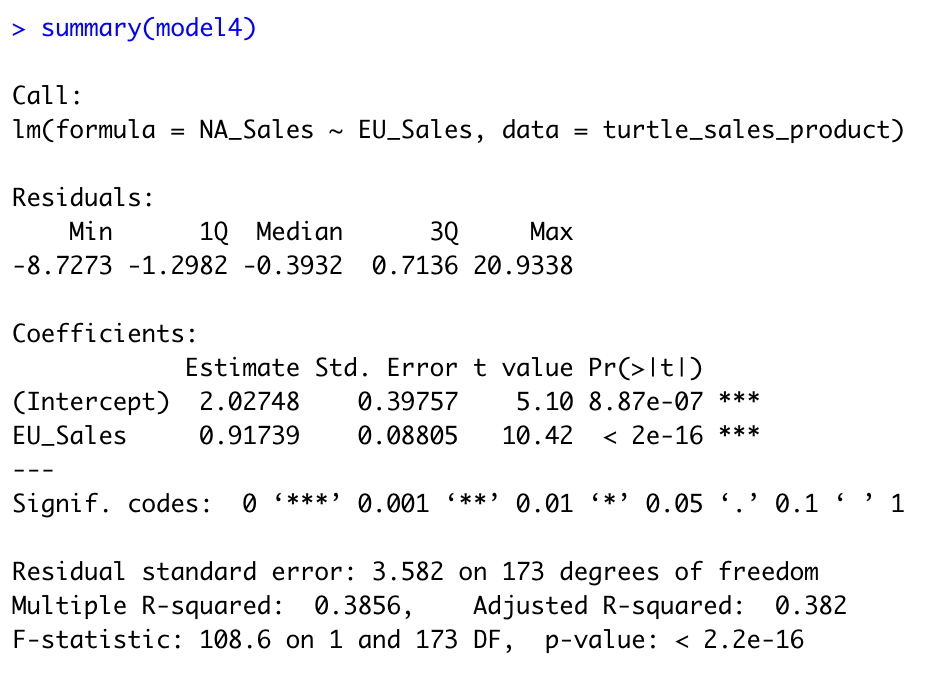 > summary(model4)
Call:
lm(formula = NA_Sales ~ EU_Sales, data = turtle_sales_product)
Residuals:
    Min      1Q  Median      3Q     Max
-8.7273 -1.2982 -0.3932  0.7136 20.9338
Coefficients:
            Estimate Std. Error t value Pr(>|t|)
(Intercept)  2.02748    0.39757    5.10 8.87e-07 ***
EU_Sales     0.91739    0.08805   10.42  < 2e-16 ***
---
Signif. codes:  0 ‘***’ 0.001 ‘**’ 0.01 ‘*’ 0.05 ‘.’ 0.1 ‘ ’ 1
Residual standard error: 3.582 on 173 degrees of freedom
Multiple R-squared:  0.3856,	Adjusted R-squared:  0.382
F-statistic: 108.6 on 1 and 173 DF,  p-value: < 2.2e-16